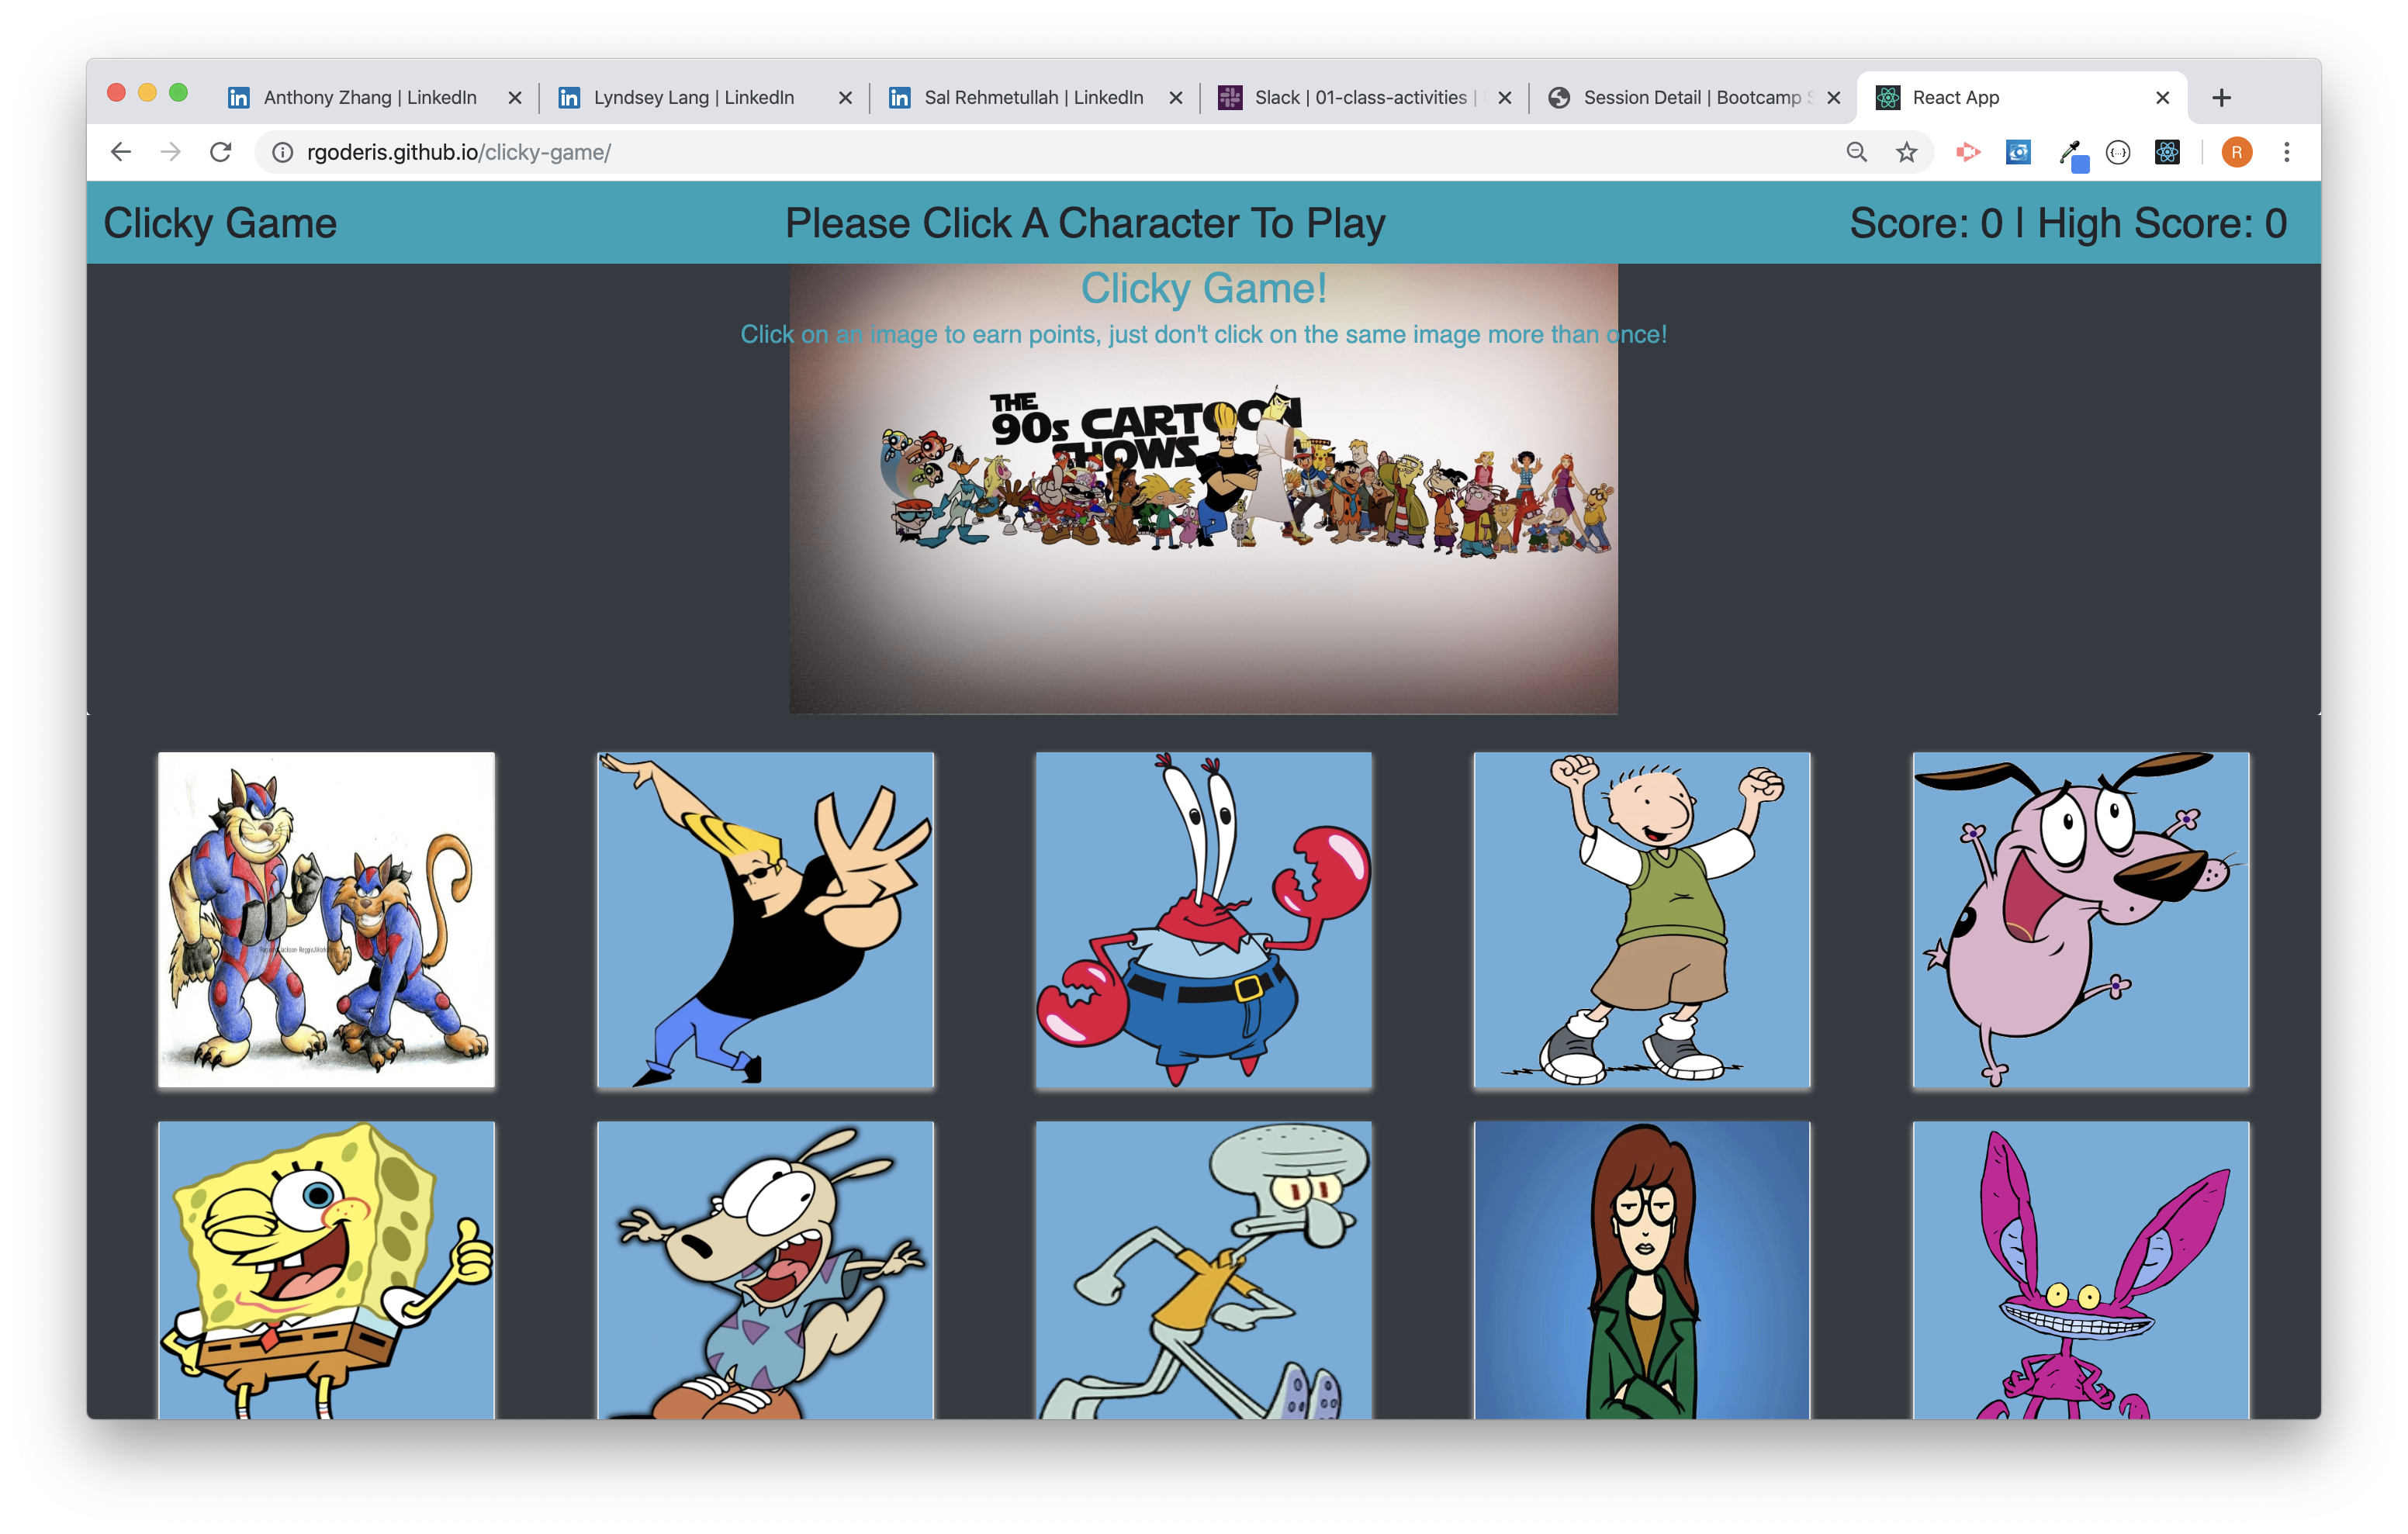 Anthony Zhang | LinkedIn
Lyndsey Lang | LinkedIn
Sal Rehmetullah | LinkedIn
Slack | 01-class-activities |
Session Detail | Bootcamp S
React App
rgoderis.github.io/clicky-game/
R
Clicky Game
Please Click A Character To Play
Score: 0 | High Score: 0
Clicky Game!
Click on an image to earn points, just don't click on the same image more than once!
THE
90s CARTOON
SHOWS